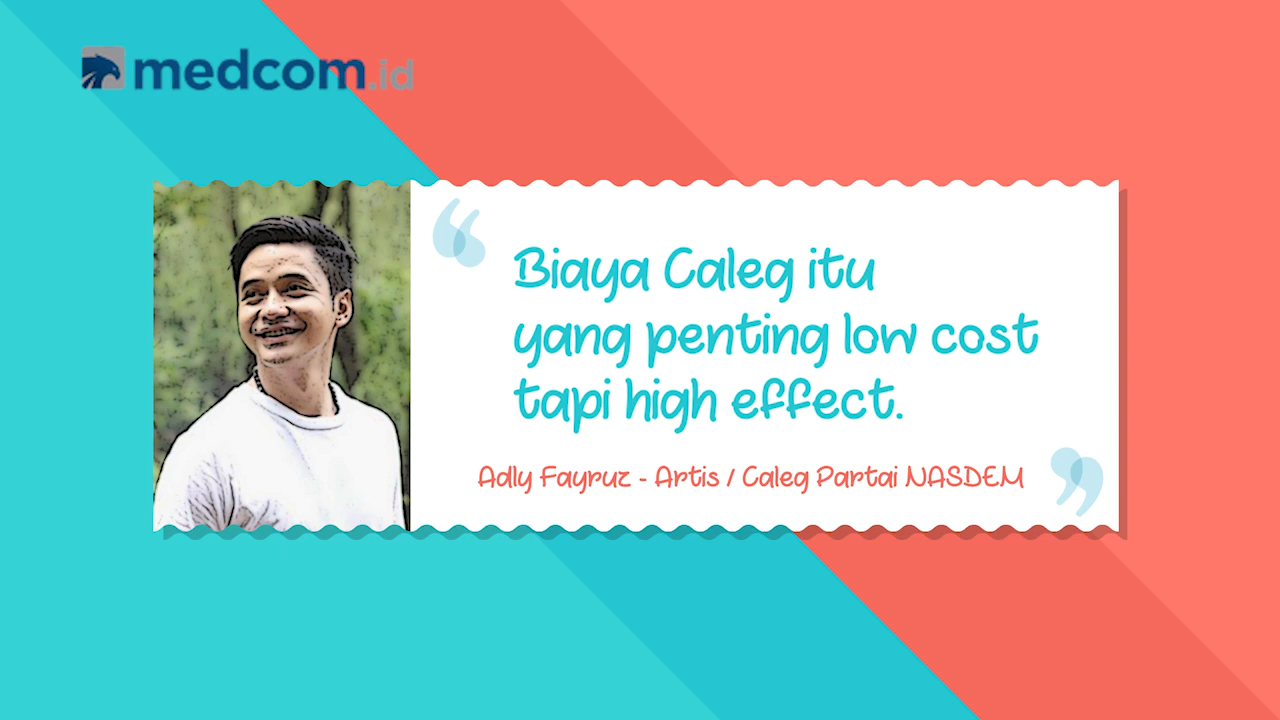 medcom.id
Biaya Caleg itu
yang penting low cost
tapi high effect.
Adly Fayruz - Artis / Caleg Partai NASDEM